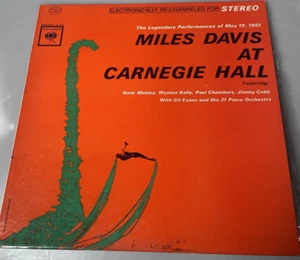 ELECTRONICALLY RE-CHANNELED FOR STEREO
The Legendary Performances of May 19, 1961
MILES DAVIS
AT
CARNEGIE HALL
Featuring
Hank Mobley, Wynton Kelly, Paul Chambers, Jimmy Cobb
With Gil Evans and His 21 Piece Orchestra